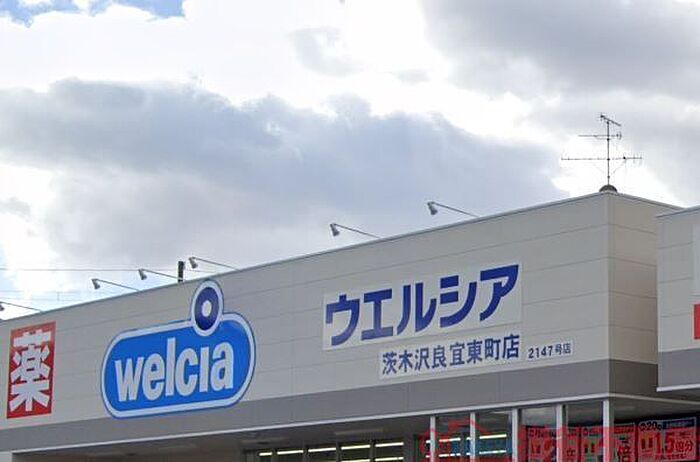 薬
welcia
ウエルシア
茨木沢良宜東町店 2147号店